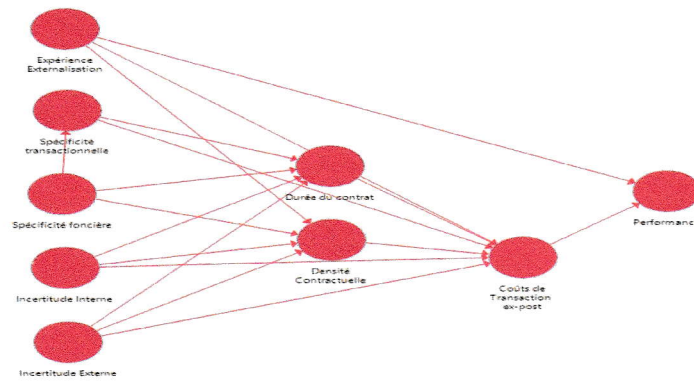 Expérience
Externalisation
Spécificité
transactionnelle
Spécificité foncière
Incertitude Interne
Incertitude Externe
Durée du contrat
Densité
Contractuelle
Coûts de
Transaction
ex-post
Performance